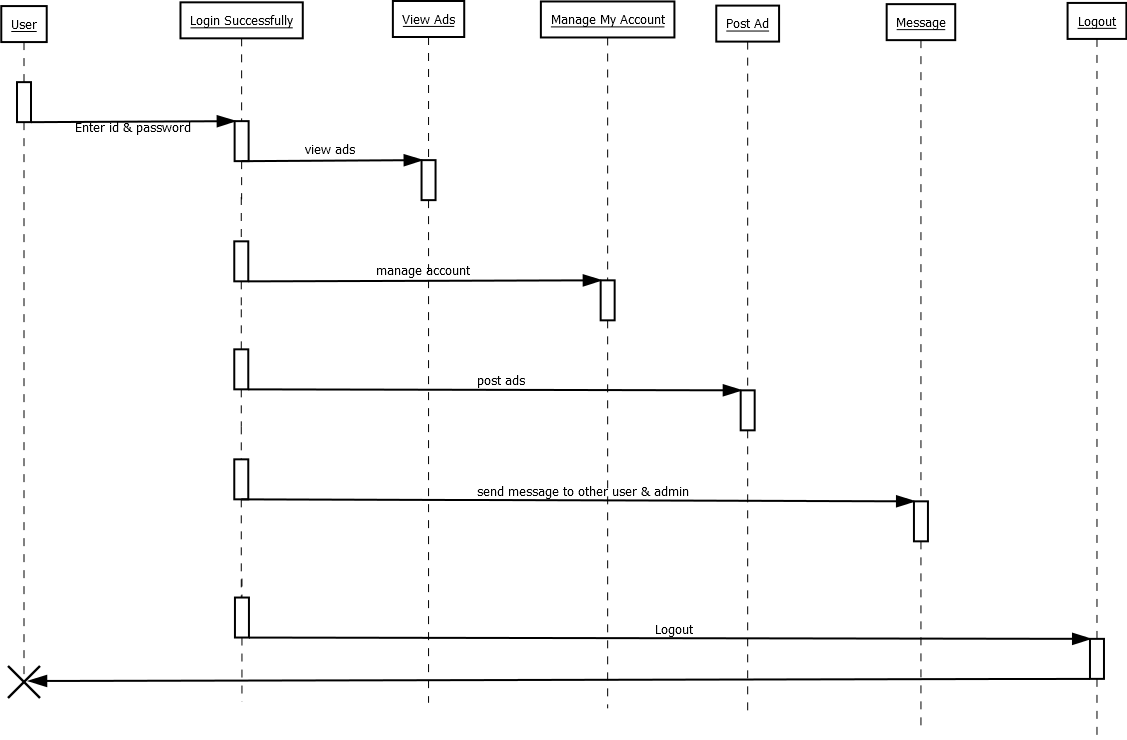 User
Login Successfully
View Ads
Manage My Account
Post Ad
Message
Logout
Enter id & password
view ads
manage account
post ads
send message to other user & admin
Logout